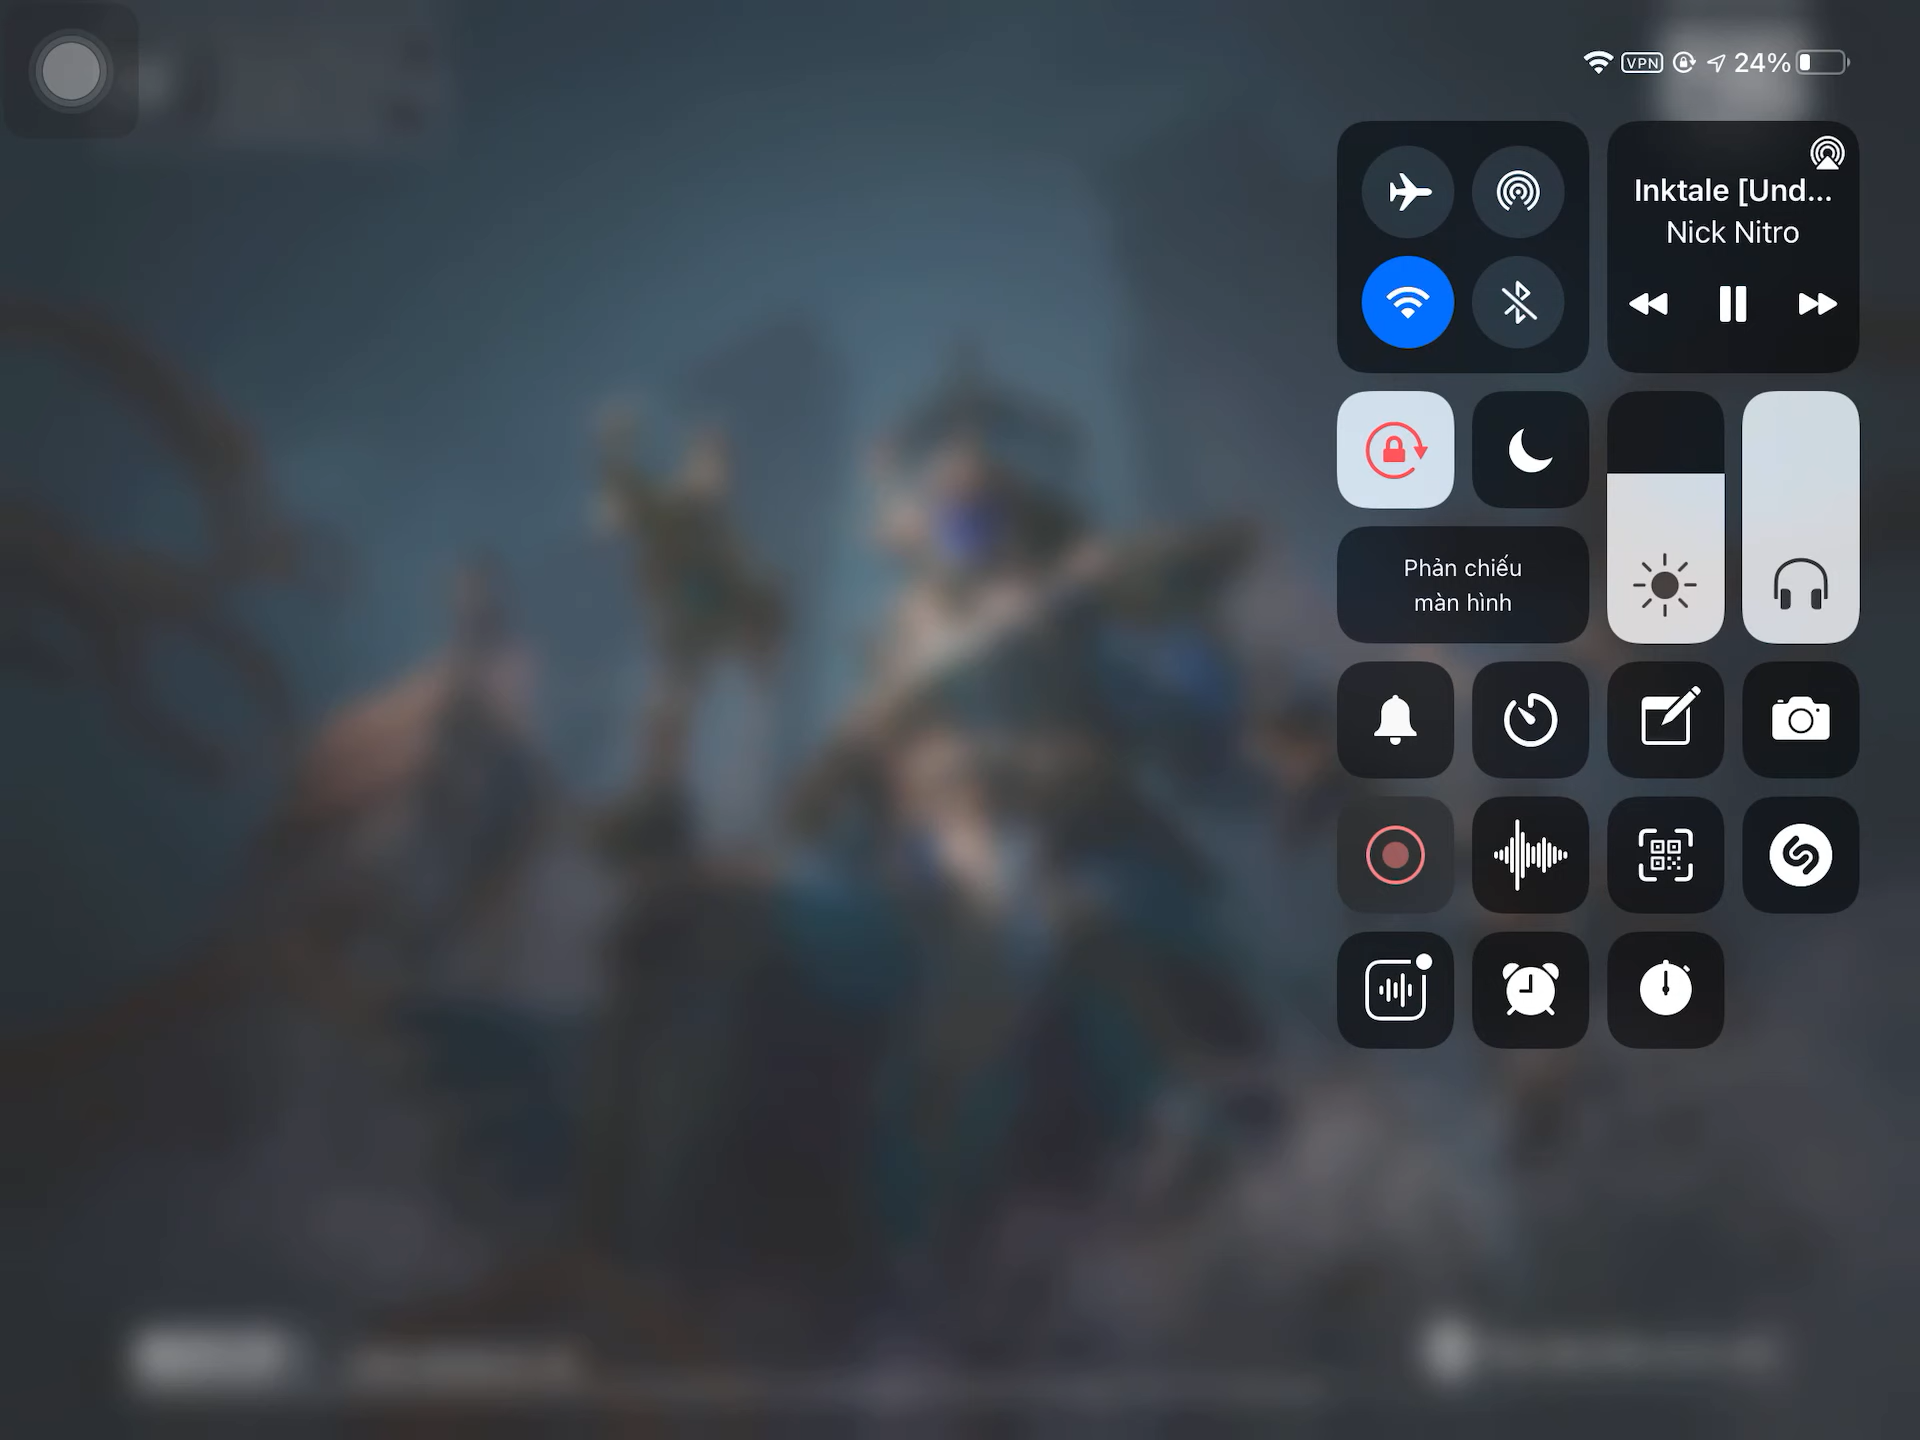 VPN
24%
Inktale [Und...
Nick Nitro
Phản chiếu
màn hình